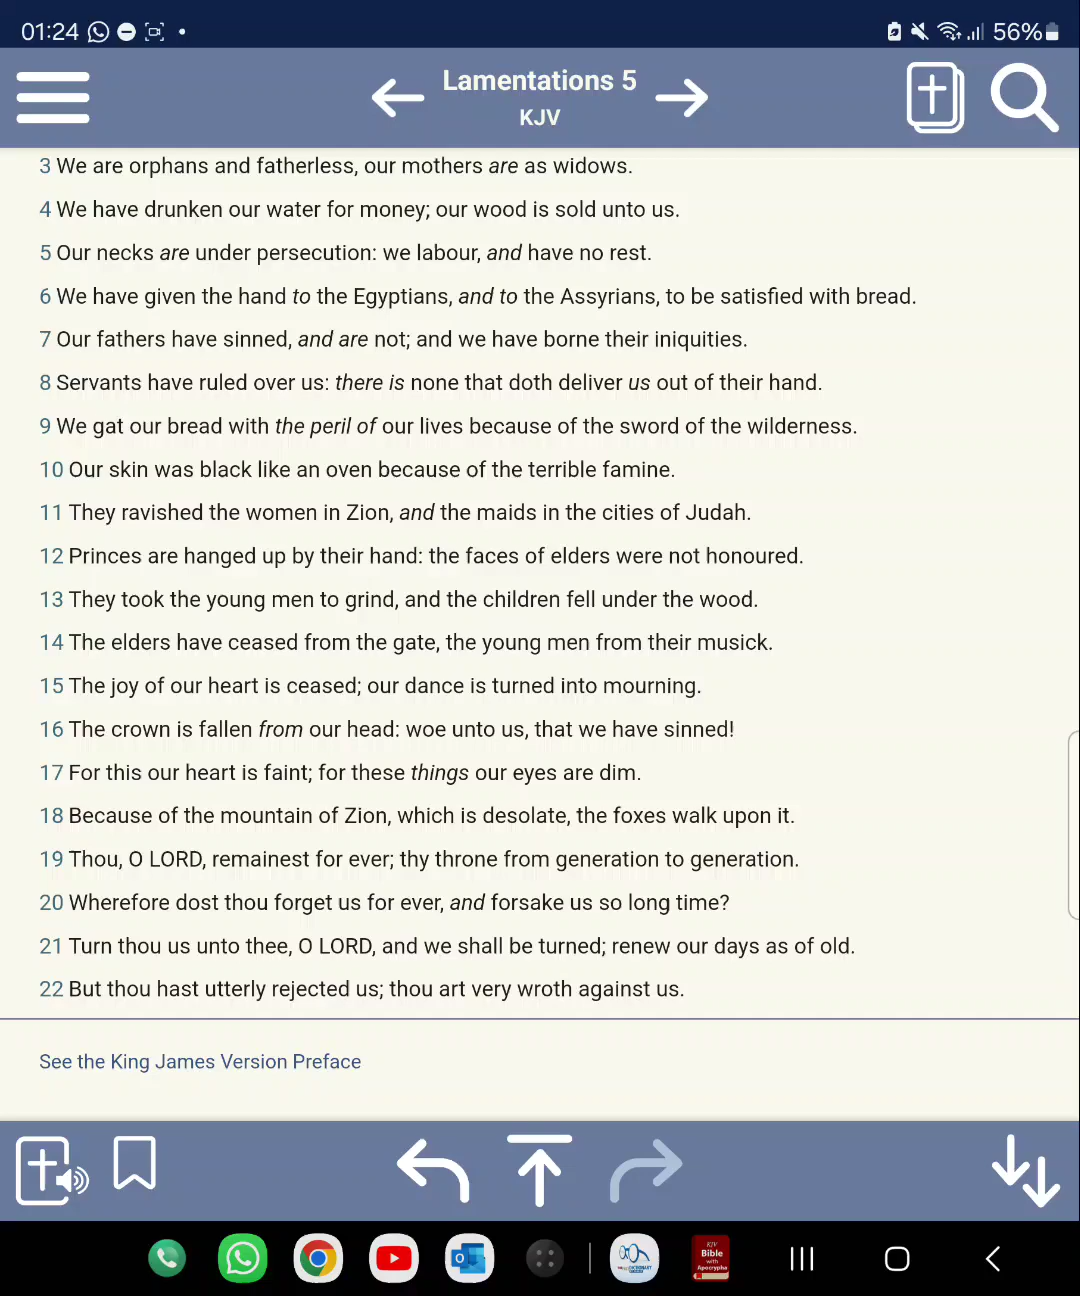 01:24
56%
Lamentations 5
KJV
3 We are orphans and fatherless, our mothers are as widows.
4 We have drunken our water for money; our wood is sold unto us.
5 Our necks are under persecution: we labour, and have no rest.
6 We have given the hand to the Egyptians, and to the Assyrians, to be satisfied with bread.
7 Our fathers have sinned, and are not; and we have borne their iniquities.
8 Servants have ruled over us: there is none that doth deliver us out of their hand.
9 We gat our bread with the peril of our lives because of the sword of the wilderness.
10 Our skin was black like an oven because of the terrible famine.
11 They ravished the women in Zion, and the maids in the cities of Judah.
12 Princes are hanged up by their hand: the faces of elders were not honoured.
13 They took the young men to grind, and the children fell under the wood.
14 The elders have ceased from the gate, the young men from their musick.
15 The joy of our heart is ceased; our dance is turned into mourning.
16 The crown is fallen from our head: woe unto us, that we have sinned!
17 For this our heart is faint; for these things our eyes are dim.
18 Because of the mountain of Zion, which is desolate, the foxes walk upon it.
19 Thou, O LORD, remainest for ever; thy throne from generation to generation.
20 Wherefore dost thou forget us for ever, and forsake us so long time?
21 Turn thou us unto thee, O LORD, and we shall be turned; renew our days as of old.
22 But thou hast utterly rejected us; thou art very wroth against us.
See the King James Version Preface
KJV
Bible
with
Apocrypha